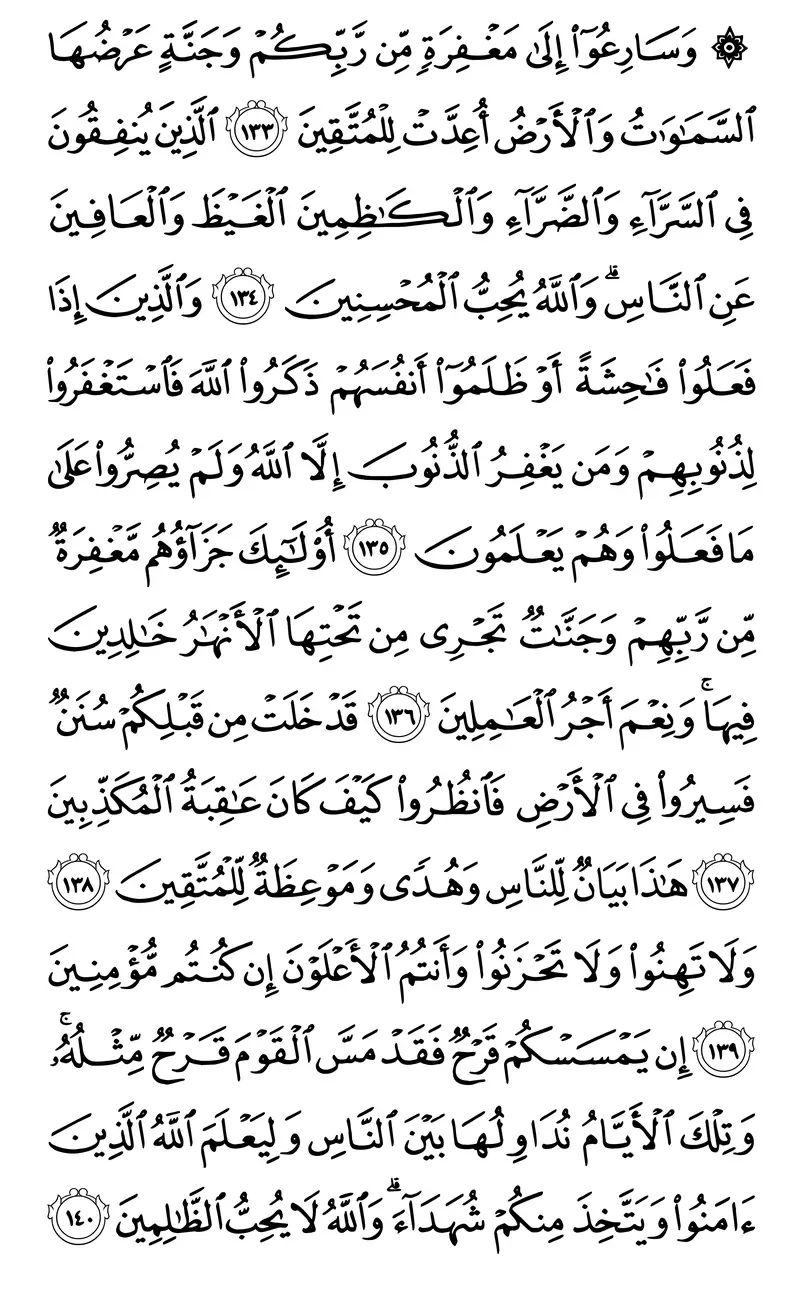 ۞ وَسَارِعُوٓا۟ إِلَىٰ مَغْفِرَةٍ مِّن رَّبِّكُمْ وَجَنَّةٍ عَرْضُهَا
ٱلسَّمَـٰوَٰتُ وَٱلْأَرْضُ أُعِدَّتْ لِلْمُتَّقِينَ ١٣٣ ٱلَّذِينَ يُنفِقُونَ
فِى ٱلسَّرَّآءِ وَٱلضَّرَّآءِ وَٱلْكَـٰظِمِينَ ٱلْغَيْظَ وَٱلْعَافِينَ
عَنِ ٱلنَّاسِ ۗ وَٱللَّهُ يُحِبُّ ٱلْمُحْسِنِينَ ١٣٤ وَٱلَّذِينَ إِذَا
فَعَلُوا۟ فَـٰحِشَةً أَوْ ظَلَمُوٓا۟ أَنفُسَهُمْ ذَكَرُوا۟ ٱللَّهَ فَٱسْتَغْفَرُوا۟
لِذُنُوبِهِمْ وَمَن يَغْفِرُ ٱلذُّنُوبَ إِلَّا ٱللَّهُ وَلَمْ يُصِرُّوا۟ عَلَىٰ
مَا فَعَلُوا۟ وَهُمْ يَعْلَمُونَ ١٣٥ أُو۟لَـٰٓئِكَ جَزَآؤُهُم مَّغْفِرَةٌ
مِّن رَّبِّهِمْ وَجَنَّـٰتٌ تَجْرِى مِن تَحْتِهَا ٱلْأَنْهَـٰرُ خَـٰلِدِينَ
فِيهَا ۚ وَنِعْمَ أَجْرُ ٱلْعَـٰمِلِينَ ١٣٦ قَدْ خَلَتْ مِن قَبْلِكُمْ سُنَنٌ
فَسِيرُوا۟ فِى ٱلْأَرْضِ فَٱنظُرُوا۟ كَيْفَ كَانَ عَـٰقِبَةُ ٱلْمُكَذِّبِينَ
١٣٧ هَـٰذَا بَيَانٌ لِّلنَّاسِ وَهُدًى وَمَوْعِظَةٌ لِّلْمُتَّقِينَ ١٣٨
وَلَا تَهِنُوا۟ وَلَا تَحْزَنُوا۟ وَأَنتُمُ ٱلْأَعْلَوْنَ إِن كُنتُم مُّؤْمِنِينَ
١٣٩ إِن يَمْسَسْكُمْ قَرْحٌ فَقَدْ مَسَّ ٱلْقَوْمَ قَرْحٌ مِّثْلُهُۥ ۚ
وَتِلْكَ ٱلْأَيَّامُ نُدَاوِلُهَا بَيْنَ ٱلنَّاسِ وَلِيَعْلَمَ ٱللَّهُ ٱلَّذِينَ
ءَامَنُوا۟ وَيَتَّخِذَ مِنكُمْ شُهَدَآءَ ۗ وَٱللَّهُ لَا يُحِبُّ ٱلظَّـٰلِمِينَ ١٤٠